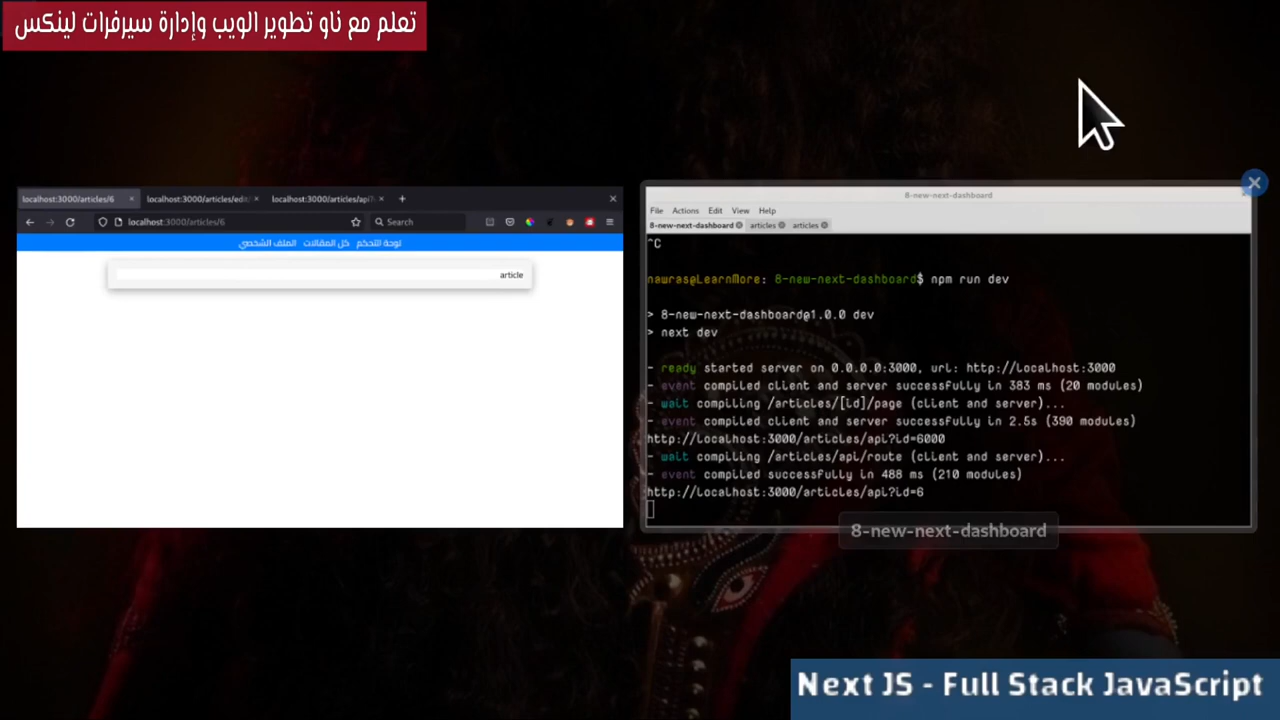 تعلم مع ناو تطوير الويب وإدارة سيرفرات لينكس
localhost:3000/articles/6
localhost:3000/articles/edit
localhost:3000/articles/api?
localhost:3000/articles/6
Search
لوحة التحكم كل المقالات الملف الشخصي
article
8-new-next-dashboard
File Actions Edit View Help
8-new-next-dashboard articles articles
^C
nawras@LearnMore: 8-new-next-dashboard$ npm run dev
> 8-new-next-dashboard@1.0.0 dev
> next dev
- ready started server on 0.0.0.0:3000, url: http://localhost:3000
- event compiled client and server successfully in 383 ms (20 modules)
- wait compiling /articles/[id]/page (client and server)...
- event compiled client and server successfully in 2.5s (390 modules)
http://localhost:3000/articles/api?id=6000
- wait compiling /articles/api/route (client and server)...
- event compiled successfully in 488 ms (210 modules)
http://localhost:3000/articles/api?id=6
8-new-next-dashboard
Next JS - Full Stack JavaScript